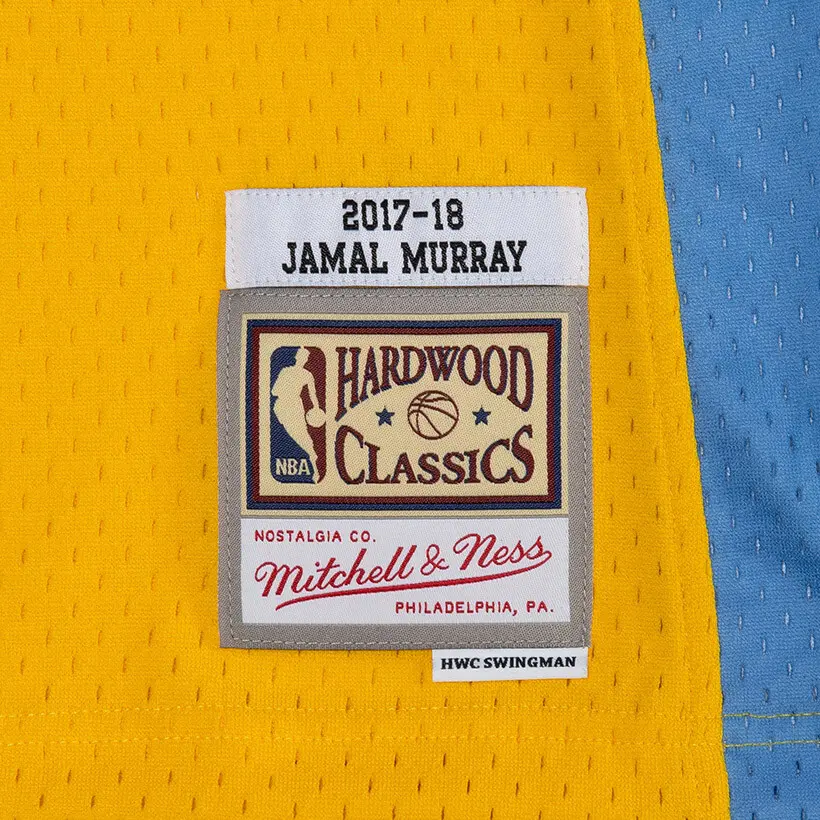 2017-18
JAMAL MURRAY
HARDWOOD
CLASSICS
NBA
NOSTALGIA CO.
Mitchell & Ness
PHILADELPHIA, PA.
HWC SWINGMAN